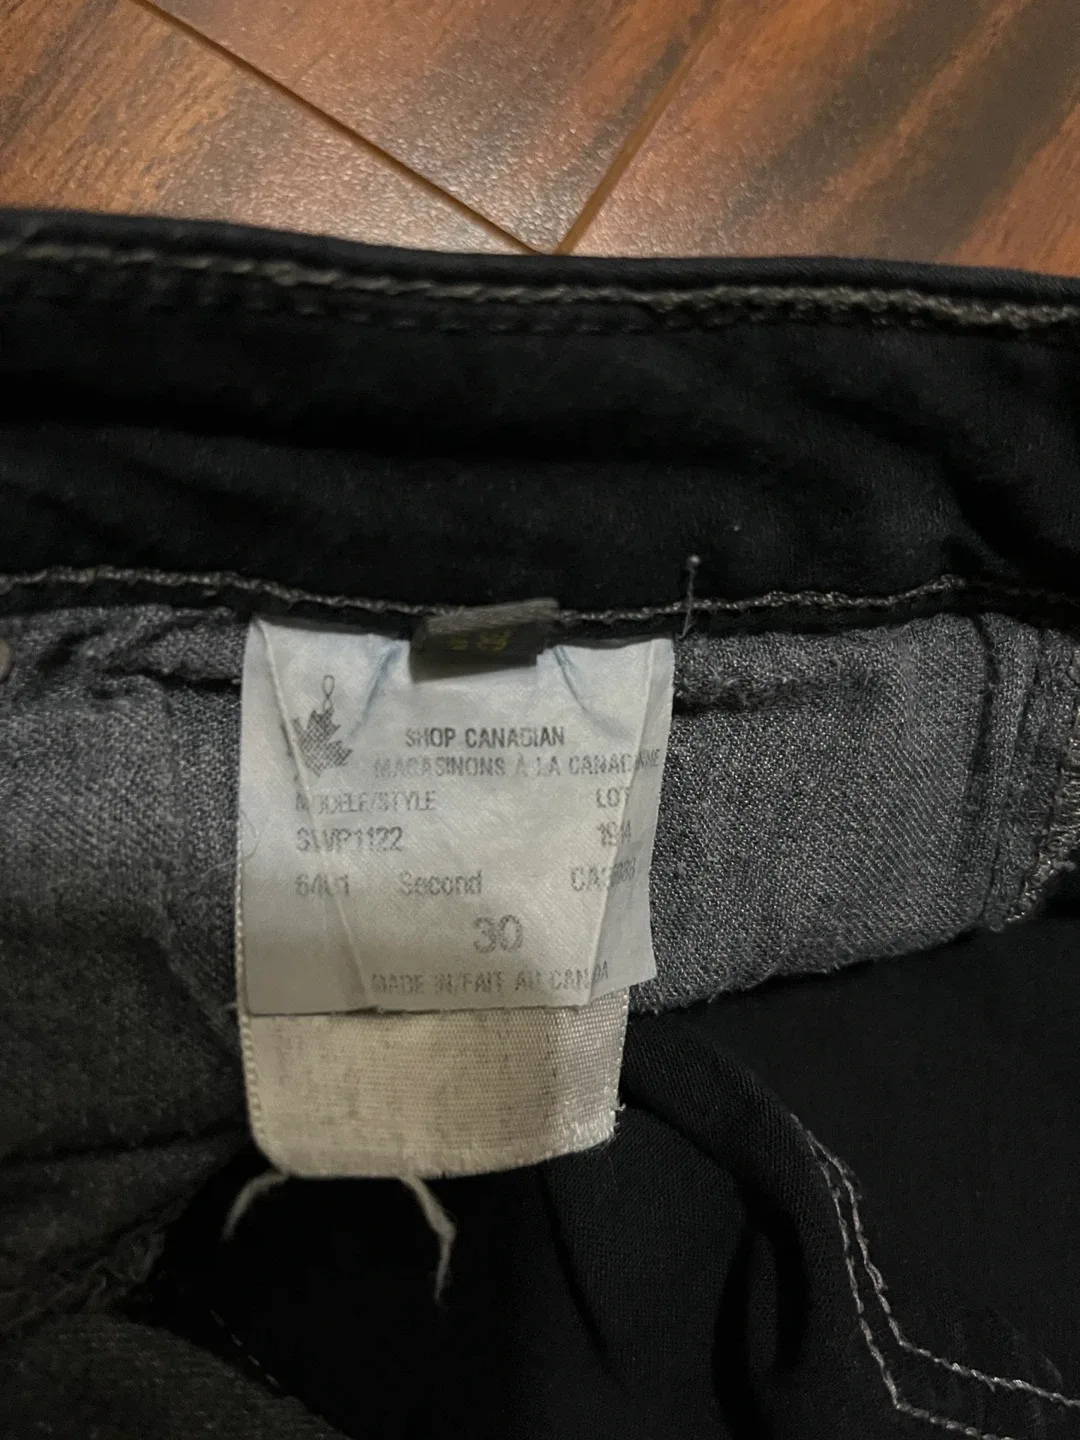 SHOP CANADIAN
MAGASINONS À LA CANADIENNE
MODELE/STYLE LOT
SWP1122
Second
30
MADE IN/FAIT AU CANADA